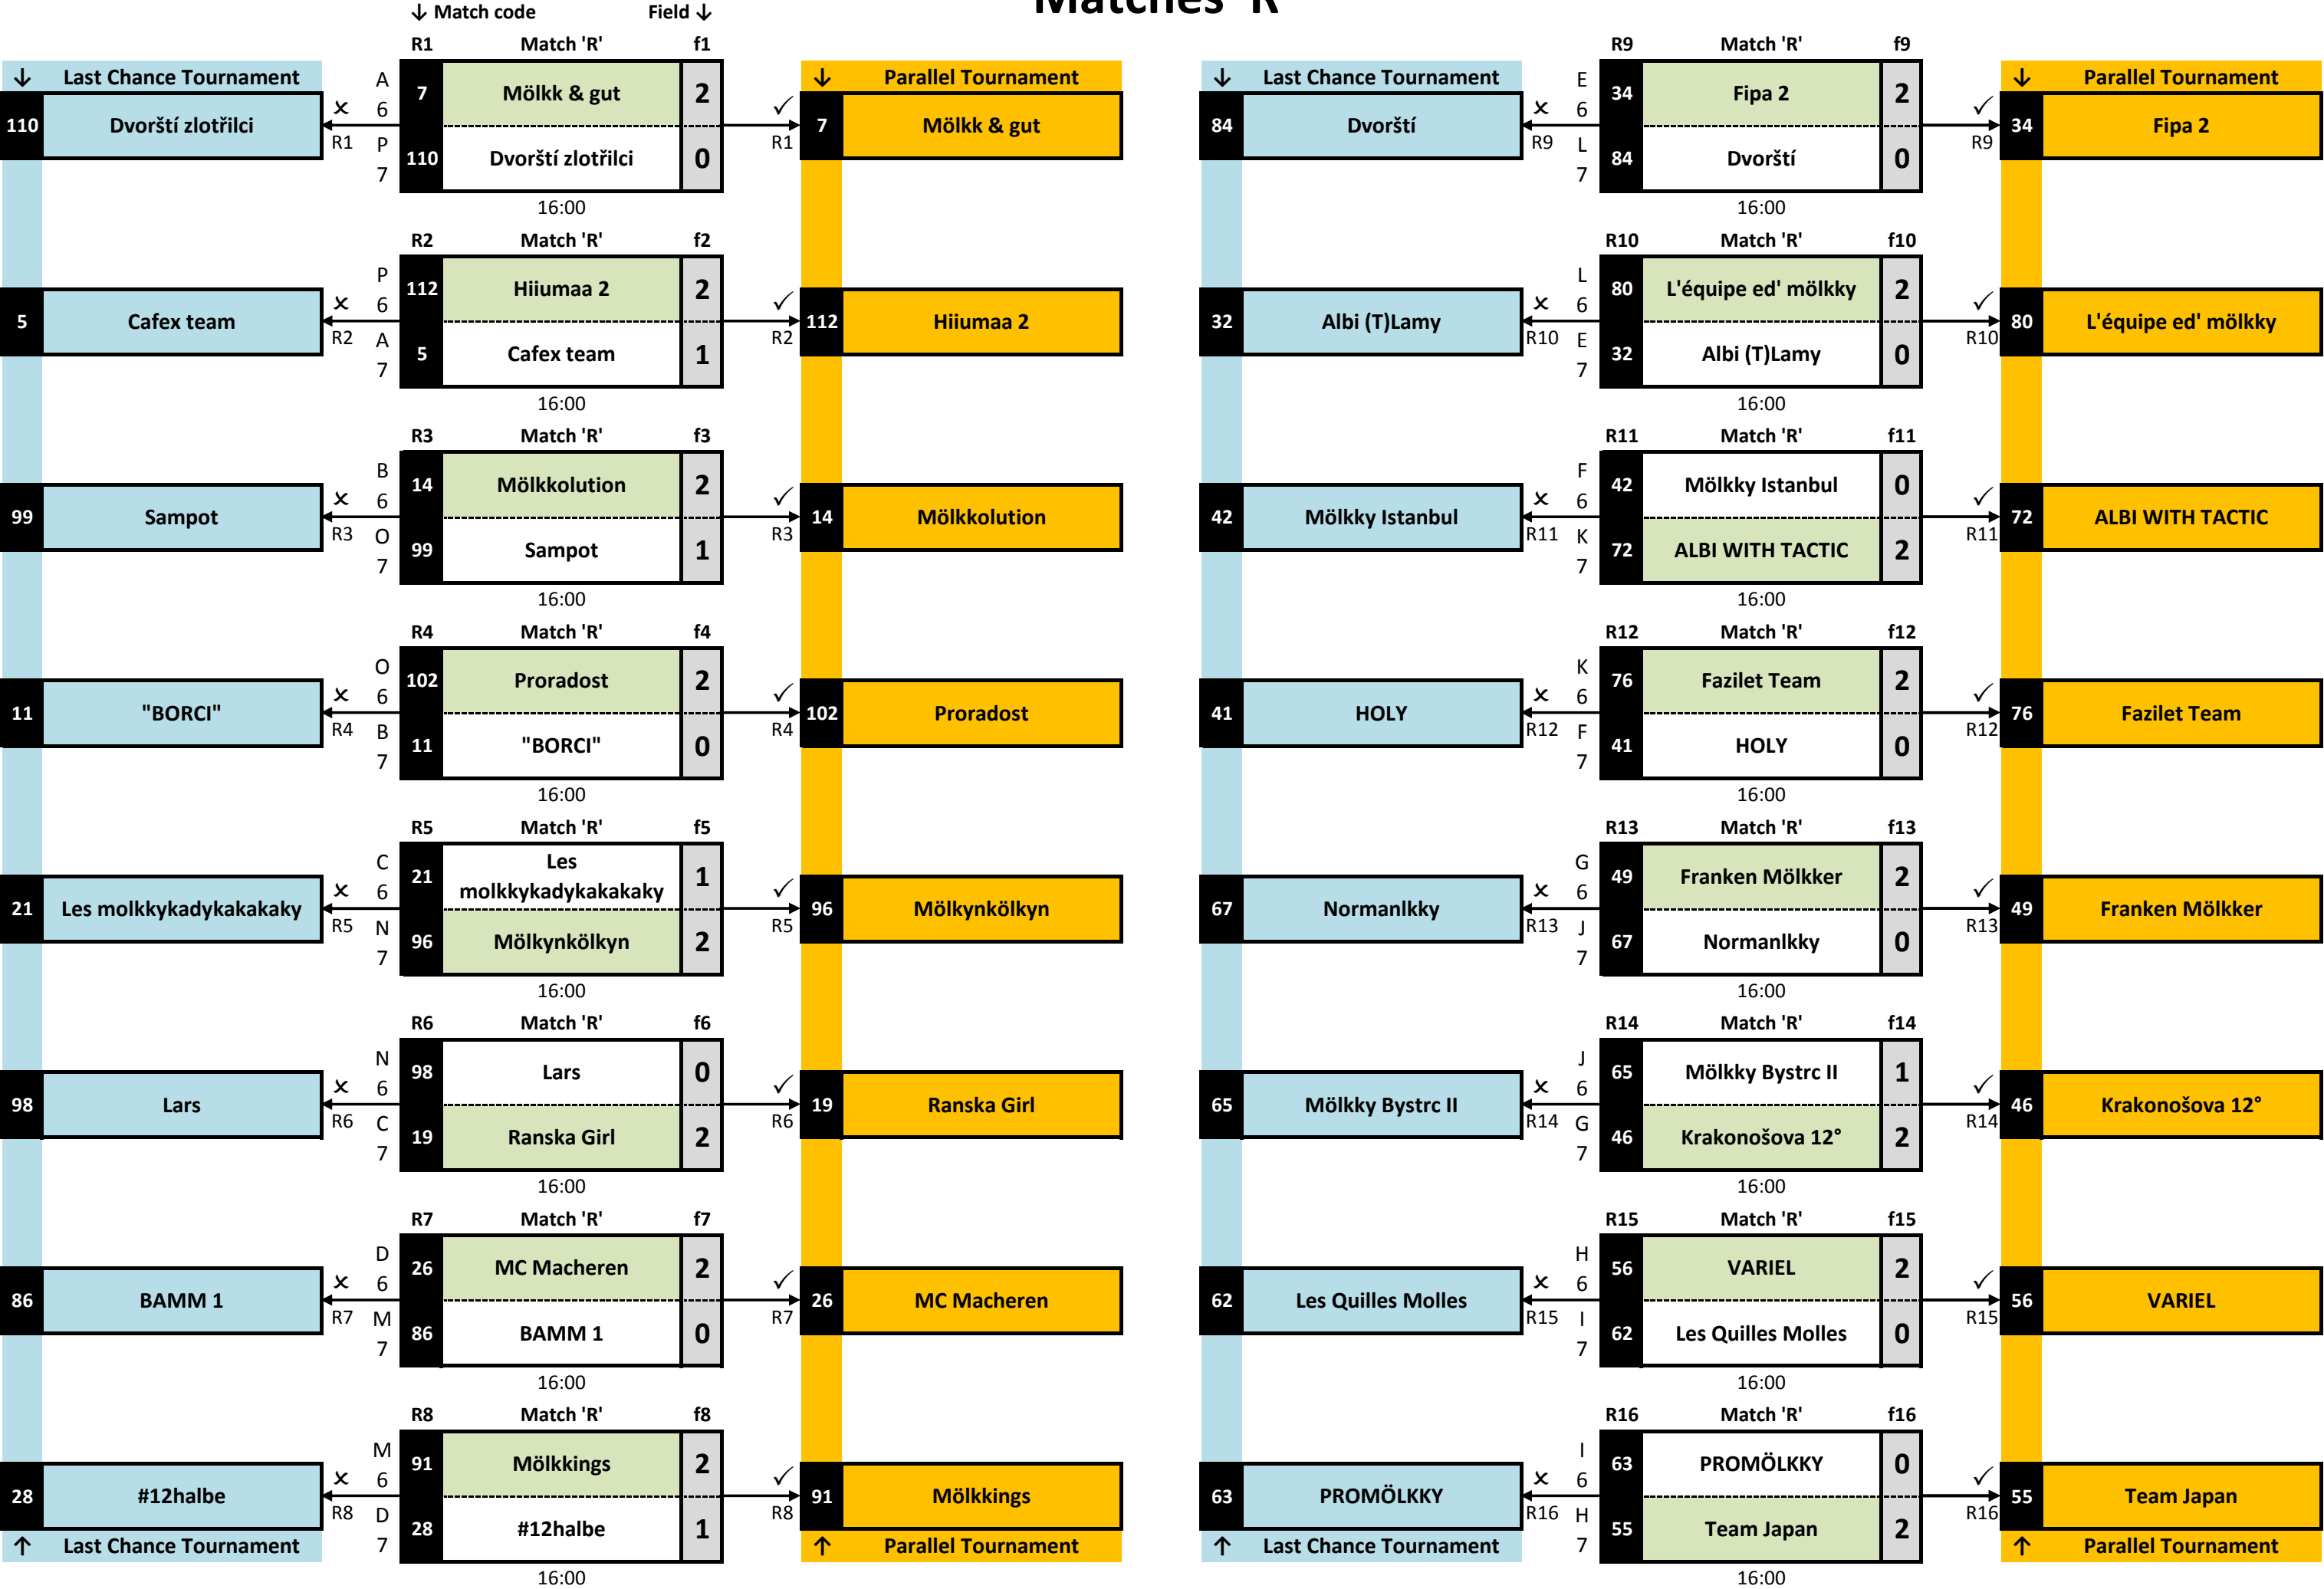 Matches 'R'
↓ Match code Field ↓
R1 Match 'R' f1
↓ Last Chance Tournament
A 6 P 7
7 Mölkk & gut 2
110 Dvorští zlotřilci 0
16:00
110 Dvorští zlotřilci
x R1
✓ R1
↓ Parallel Tournament
7 Mölkk & gut
R2 Match 'R' f2
P 6 A 7
112 Hiiumaa 2 2
5 Cafex team 1
16:00
5 Cafex team
x R2
✓ R2
112 Hiiumaa 2
R3 Match 'R' f3
B 6 O 7
14 Mölkkolution 2
99 Sampot 1
16:00
99 Sampot
x R3
✓ R3
14 Mölkkolution
R4 Match 'R' f4
O 6 B 7
102 Proradost 2
11 "BORCI" 0
16:00
11 "BORCI"
x R4
✓ R4
102 Proradost
R5 Match 'R' f5
C 6 N 7
21 Les
molkkykadykakakaky 1
96 Mölkynkölkyn 2
16:00
21 Les molkkykadykakakaky
x R5
✓ R5
96 Mölkynkölkyn
R6 Match 'R' f6
N 6 C 7
98 Lars 0
19 Ranska Girl 2
16:00
98 Lars
x R6
✓ R6
19 Ranska Girl
R7 Match 'R' f7
D 6 M 7
26 MC Macheren 2
86 BAMM 1 0
16:00
86 BAMM 1
x R7
✓ R7
26 MC Macheren
R8 Match 'R' f8
M 6 D 7
91 Mölkkings 2
28 #12halbe 1
16:00
28 #12halbe
x R8
✓ R8
91 Mölkkings
↑ Last Chance Tournament
↑ Parallel Tournament
R9 Match 'R' f9
↓ Last Chance Tournament
E 6 L 7
34 Fipa 2 2
84 Dvorští 0
16:00
84 Dvorští
x R9
✓ R9
↓ Parallel Tournament
34 Fipa 2
R10 Match 'R' f10
L 6 E 7
80 L'équipe ed' mölkky 2
32 Albi (T)Lamy 0
16:00
32 Albi (T)Lamy
x R10
✓ R10
80 L'équipe ed' mölkky
R11 Match 'R' f11
F 6 K 7
42 Mölkky Istanbul 0
72 ALBI WITH TACTIC 2
16:00
42 Mölkky Istanbul
x R11
✓ R11
72 ALBI WITH TACTIC
R12 Match 'R' f12
K 6 F 7
76 Fazilet Team 2
41 HOLY 0
16:00
41 HOLY
x R12
✓ R12
76 Fazilet Team
R13 Match 'R' f13
G 6 J 7
49 Franken Mölkker 2
67 Normanlkky 0
16:00
67 Normanlkky
x R13
✓ R13
49 Franken Mölkker
R14 Match 'R' f14
J 6 G 7
65 Mölkky Bystrc II 1
46 Krakonošova 12° 2
16:00
65 Mölkky Bystrc II
x R14
✓ R14
46 Krakonošova 12°
R15 Match 'R' f15
H 6 I 7
56 VARIEL 2
62 Les Quilles Molles 0
16:00
62 Les Quilles Molles
x R15
✓ R15
56 VARIEL
R16 Match 'R' f16
I 6 H 7
63 PROMÖLKKY 0
55 Team Japan 2
16:00
63 PROMÖLKKY
x R16
✓ R16
55 Team Japan
↑ Last Chance Tournament
↑ Parallel Tournament